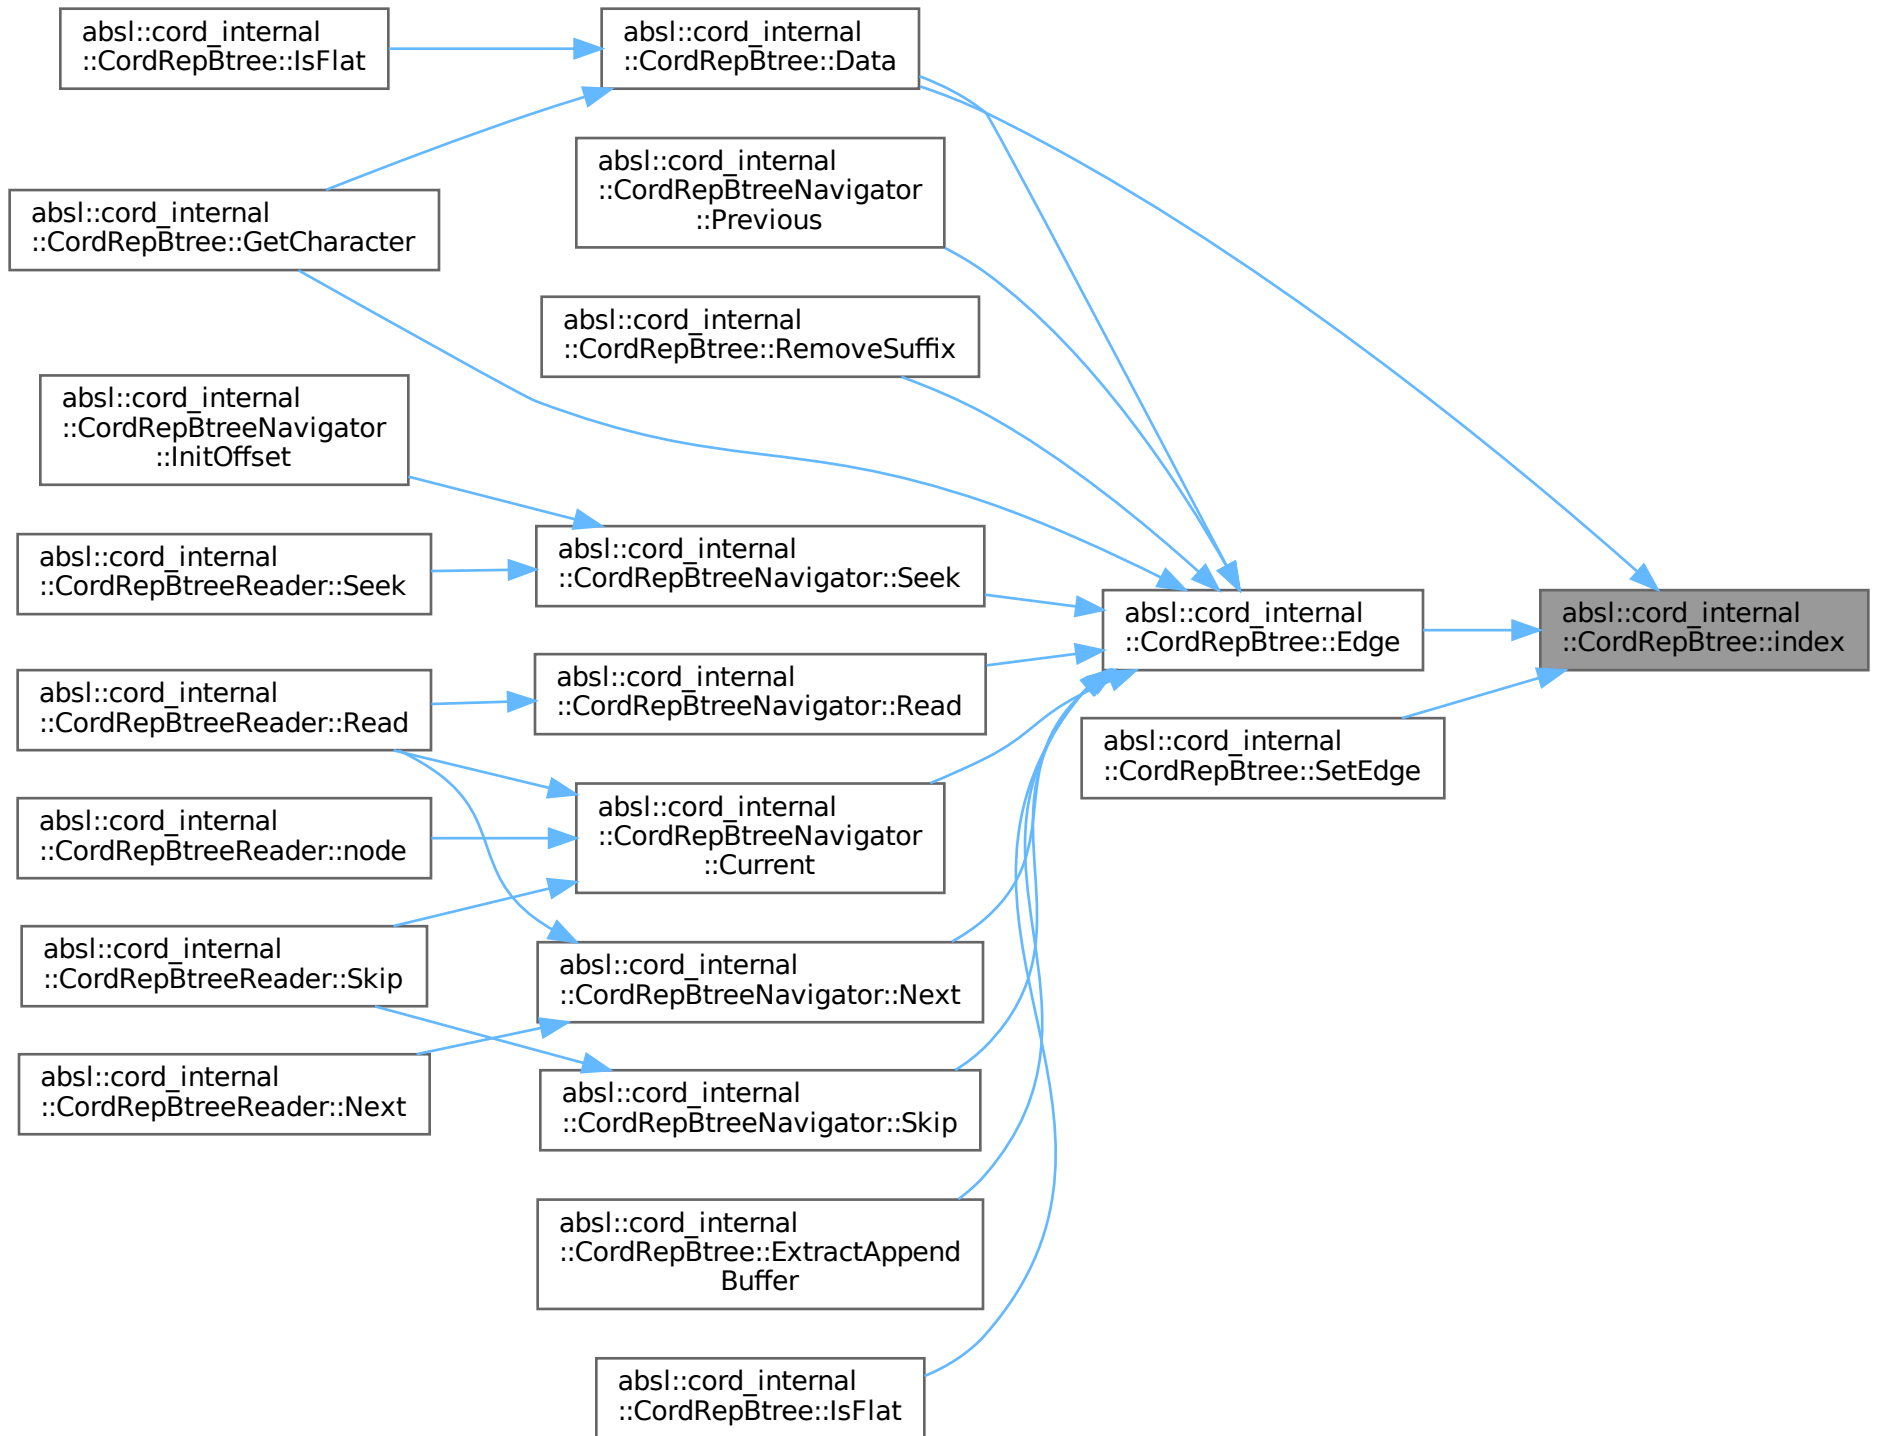 absl::cord_internal
::CordRepBtree::IsFlat
absl::cord_internal
::CordRepBtree::Data
absl::cord_internal
::CordRepBtreeNavigator
::Previous
absl::cord_internal
::CordRepBtree::GetCharacter
absl::cord_internal
::CordRepBtree::RemoveSuffix
absl::cord_internal
::CordRepBtreeNavigator
::InitOffset
absl::cord_internal
::CordRepBtreeReader::Seek
absl::cord_internal
::CordRepBtreeNavigator::Seek
absl::cord_internal
::CordRepBtree::Edge
absl::cord_internal
::CordRepBtree::index
absl::cord_internal
::CordRepBtreeReader::Read
absl::cord_internal
::CordRepBtreeNavigator::Read
absl::cord_internal
::CordRepBtree::SetEdge
absl::cord_internal
::CordRepBtreeReader::node
absl::cord_internal
::CordRepBtreeNavigator
::Current
absl::cord_internal
::CordRepBtreeReader::Skip
absl::cord_internal
::CordRepBtreeNavigator::Next
absl::cord_internal
::CordRepBtreeReader::Next
absl::cord_internal
::CordRepBtreeNavigator::Skip
absl::cord_internal
::CordRepBtree::ExtractAppend
Buffer
absl::cord_internal
::CordRepBtree::IsFlat